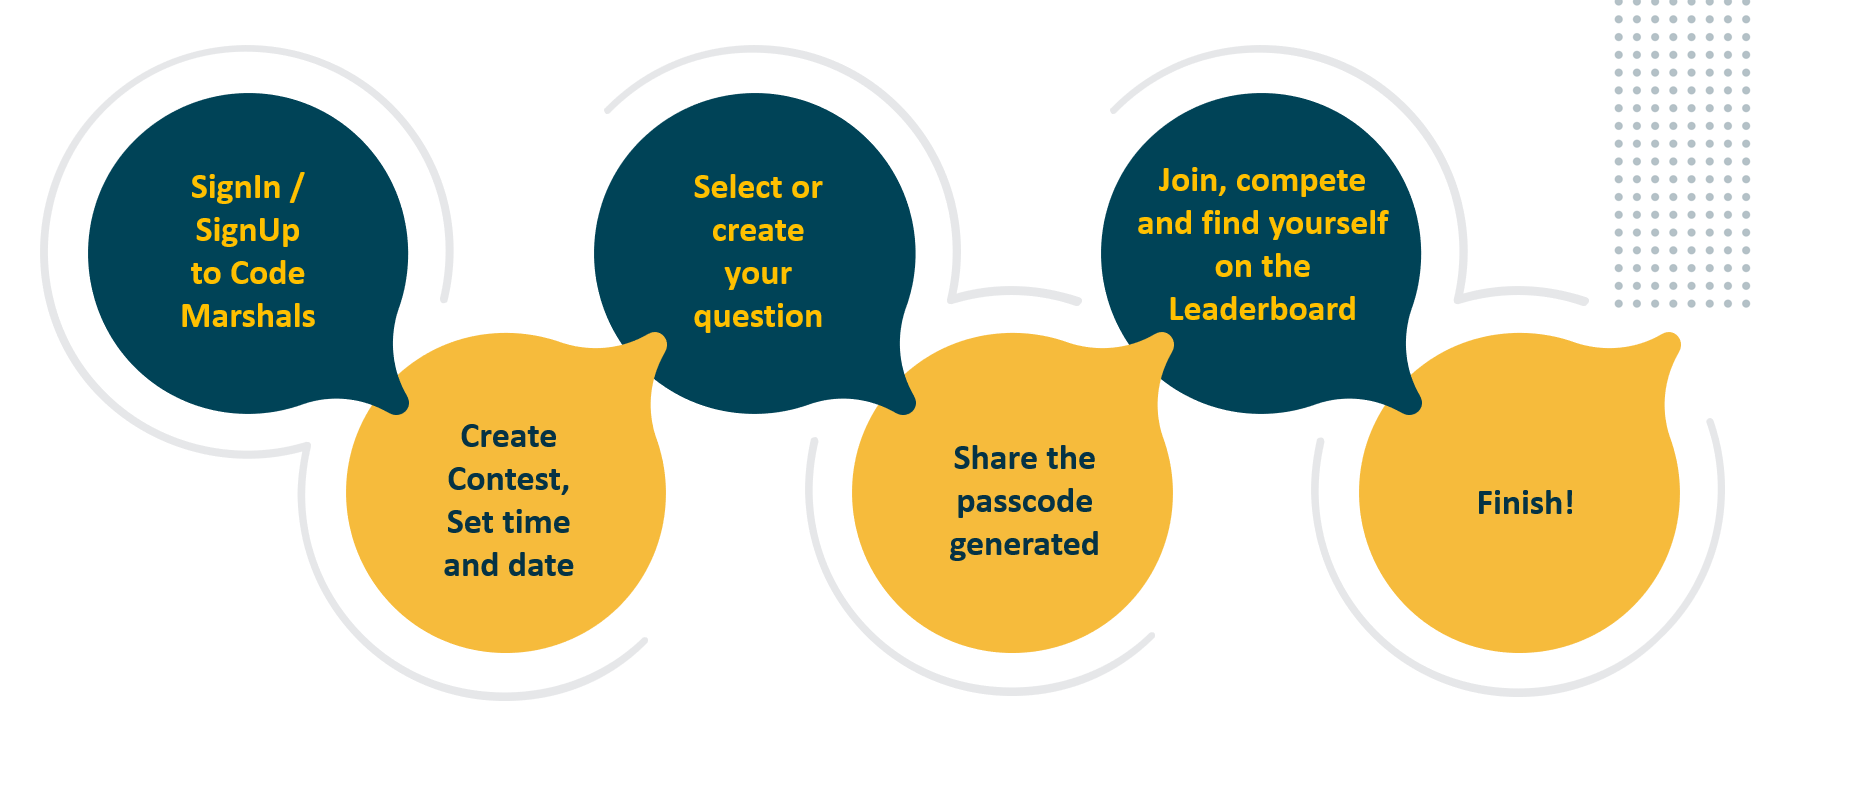 SignIn /
SignUp
to Code
Marshals
Create
Contest,
Set time
and date
Select or
create
your
question
Share the
passcode
generated
Join, compete
and find yourself
on the
Leaderboard
Finish!